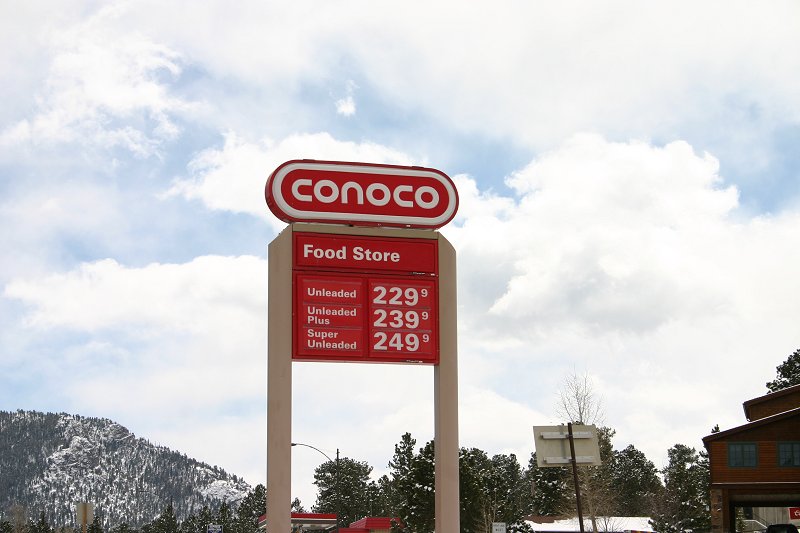 CONOCO
Food Store
Unleaded 229 9
Unleaded
Plus 239 9
Super
Unleaded 249 9